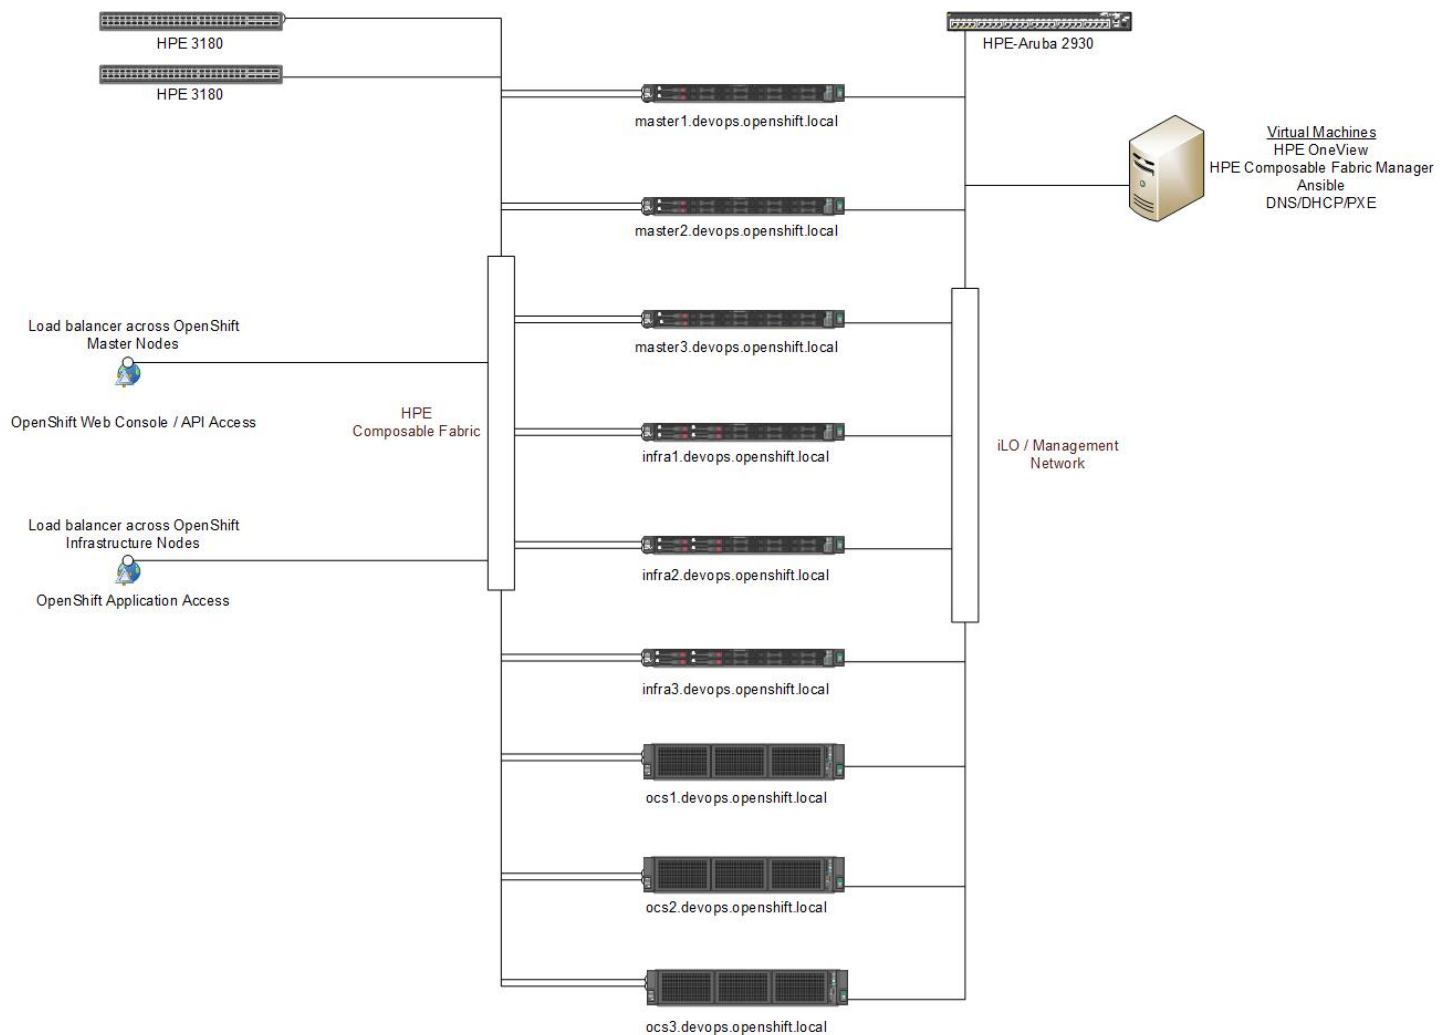 HPE 3180
HPE 3180
HPE-Aruba 2930
master1.devops.openshift.local
Virtual Machines
HPE OneView
HPE Composable Fabric Manager
Ansible
DNS/DHCP/PXE
master2.devops.openshift.local
Load balancer across OpenShift
Master Nodes
OpenShift Web Console / API Access
master3.devops.openshift.local
HPE
Composable Fabric
infra1.devops.openshift.local
iLO / Management
Network
Load balancer across OpenShift
Infrastructure Nodes
OpenShift Application Access
infra2.devops.openshift.local
infra3.devops.openshift.local
ocs1.devops.openshift.local
ocs2.devops.openshift.local
ocs3.devops.openshift.local